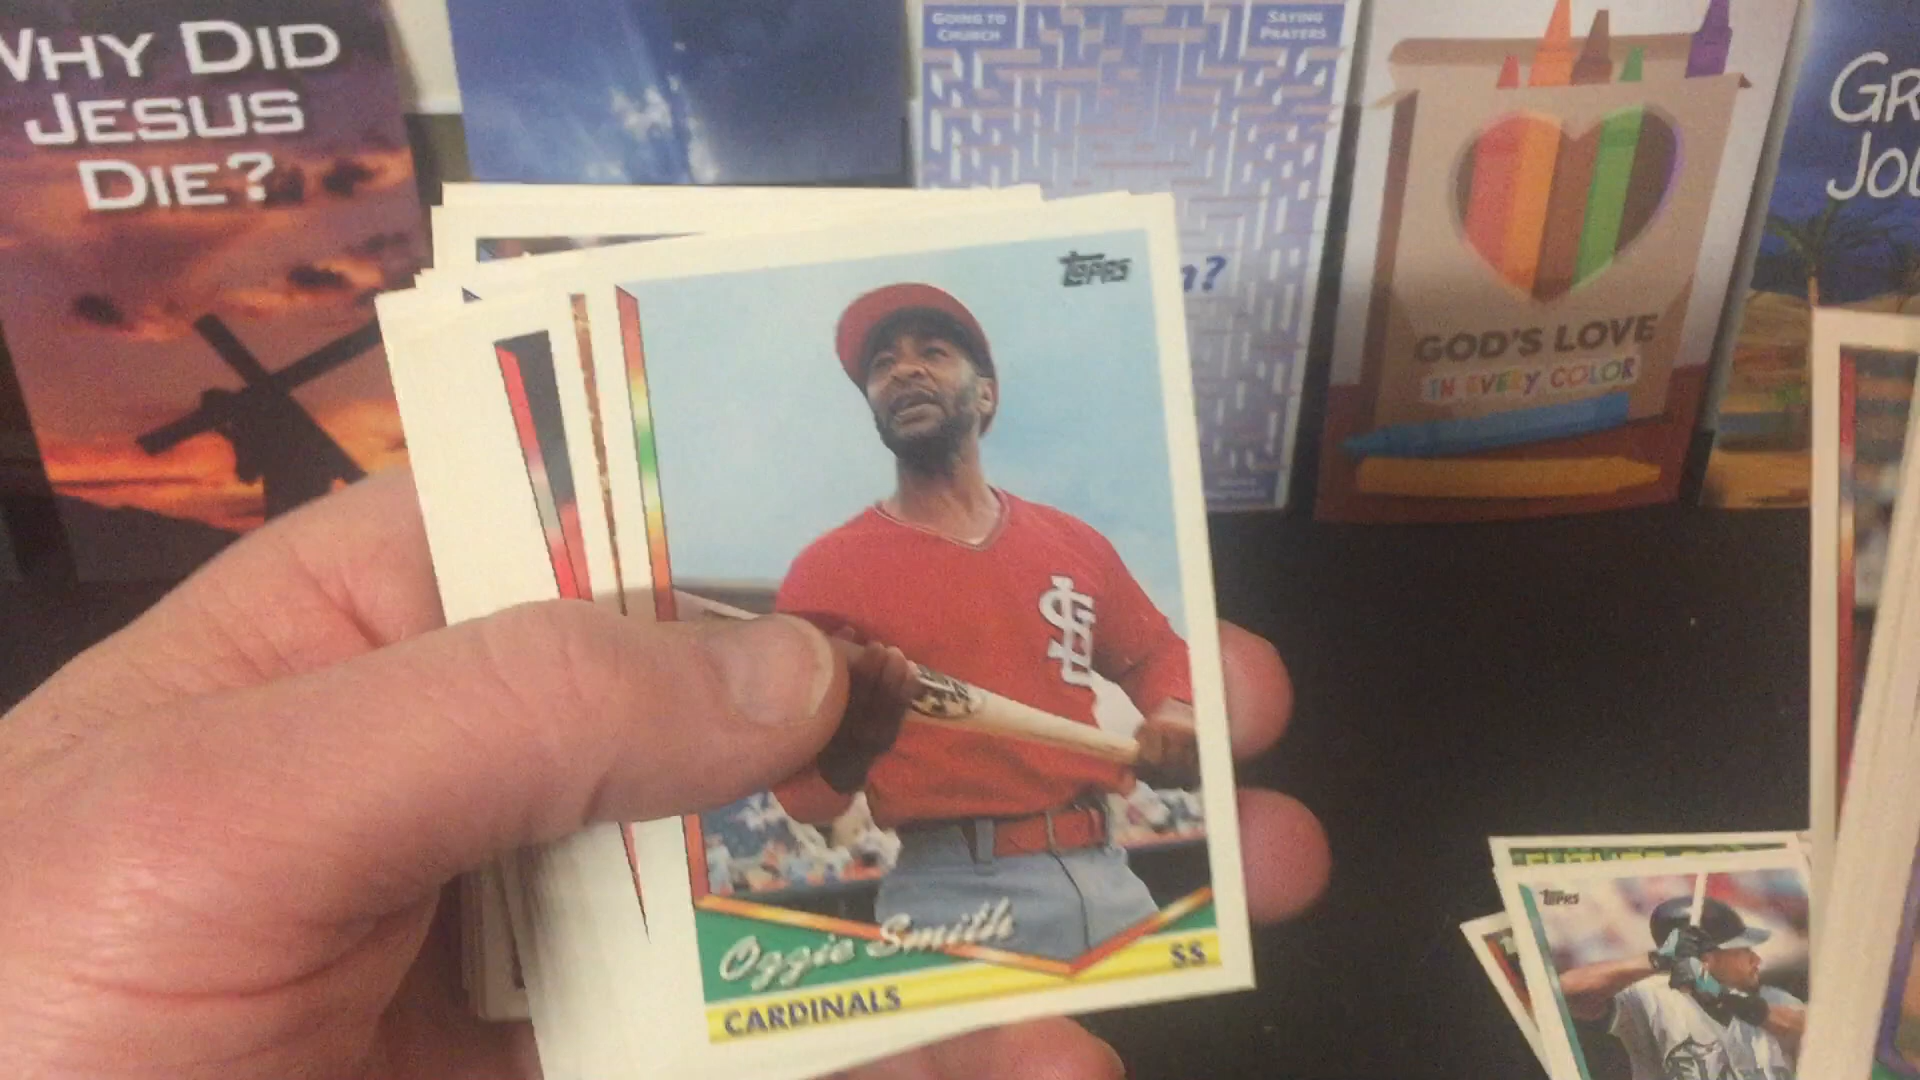 WHY DID
JESUS
DIE?
GOING TO
CHURCH
SAYING
PRAYERS
GOD'S LOVE
IN EVERY COLOR
TOPPS
Ozzie Smith
SS
CARDINALS
TOPPS